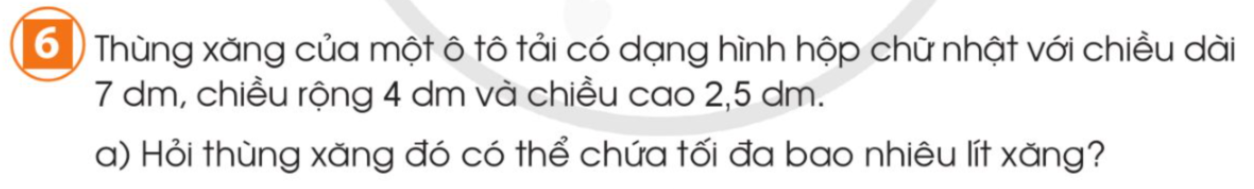 6 Thùng xăng của một ô tô tải có dạng hình hộp chữ nhật với chiều dài
7 dm, chiều rộng 4 dm và chiều cao 2,5 dm.
a) Hỏi thùng xăng đó có thể chứa tối đa bao nhiêu lít xăng?